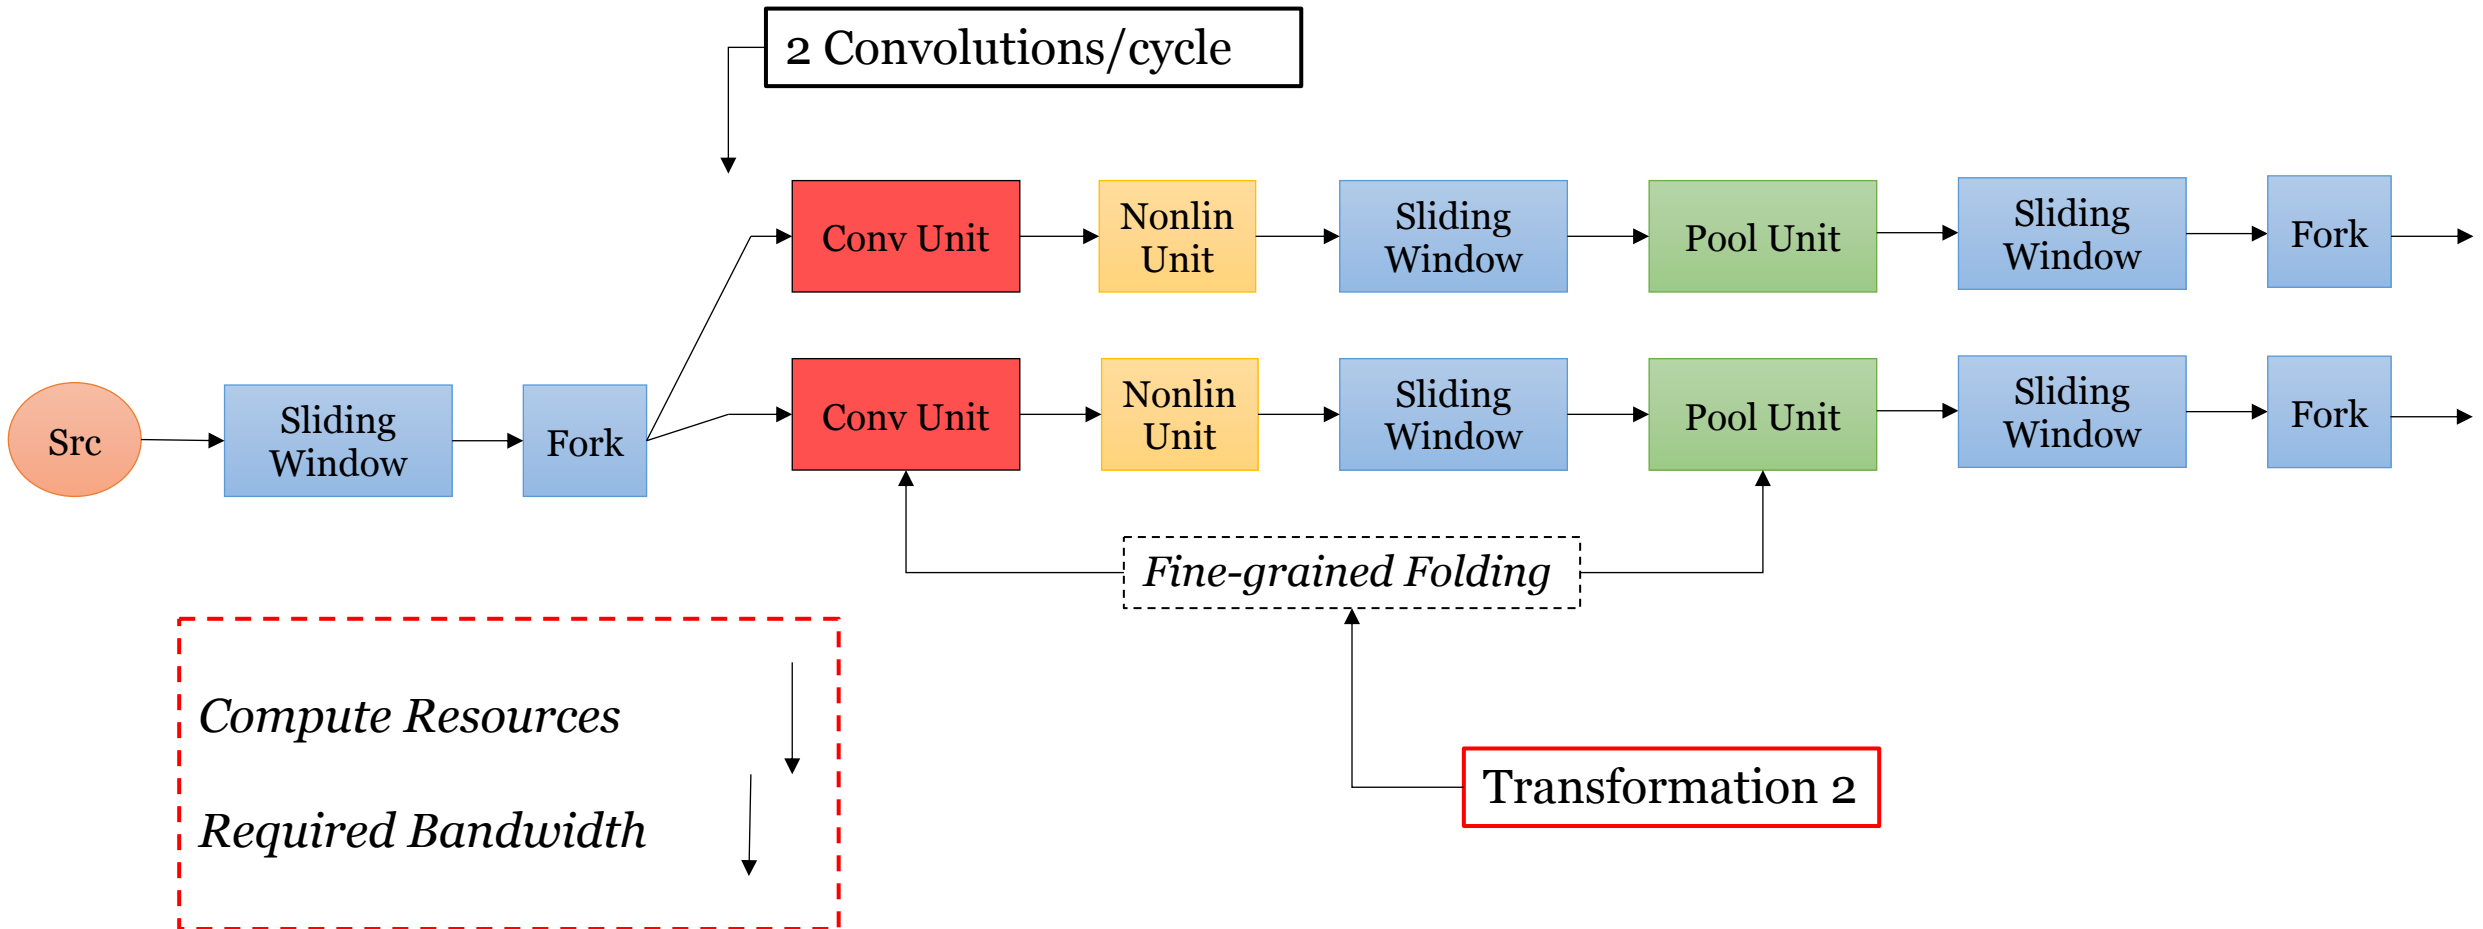 2 Convolutions/cycle
Conv Unit
Nonlin
Unit
Sliding
Window
Pool Unit
Sliding
Window
Fork
Src
Sliding
Window
Fork
Conv Unit
Nonlin
Unit
Sliding
Window
Pool Unit
Sliding
Window
Fork
Fine-grained Folding
Compute Resources
Required Bandwidth
Transformation 2